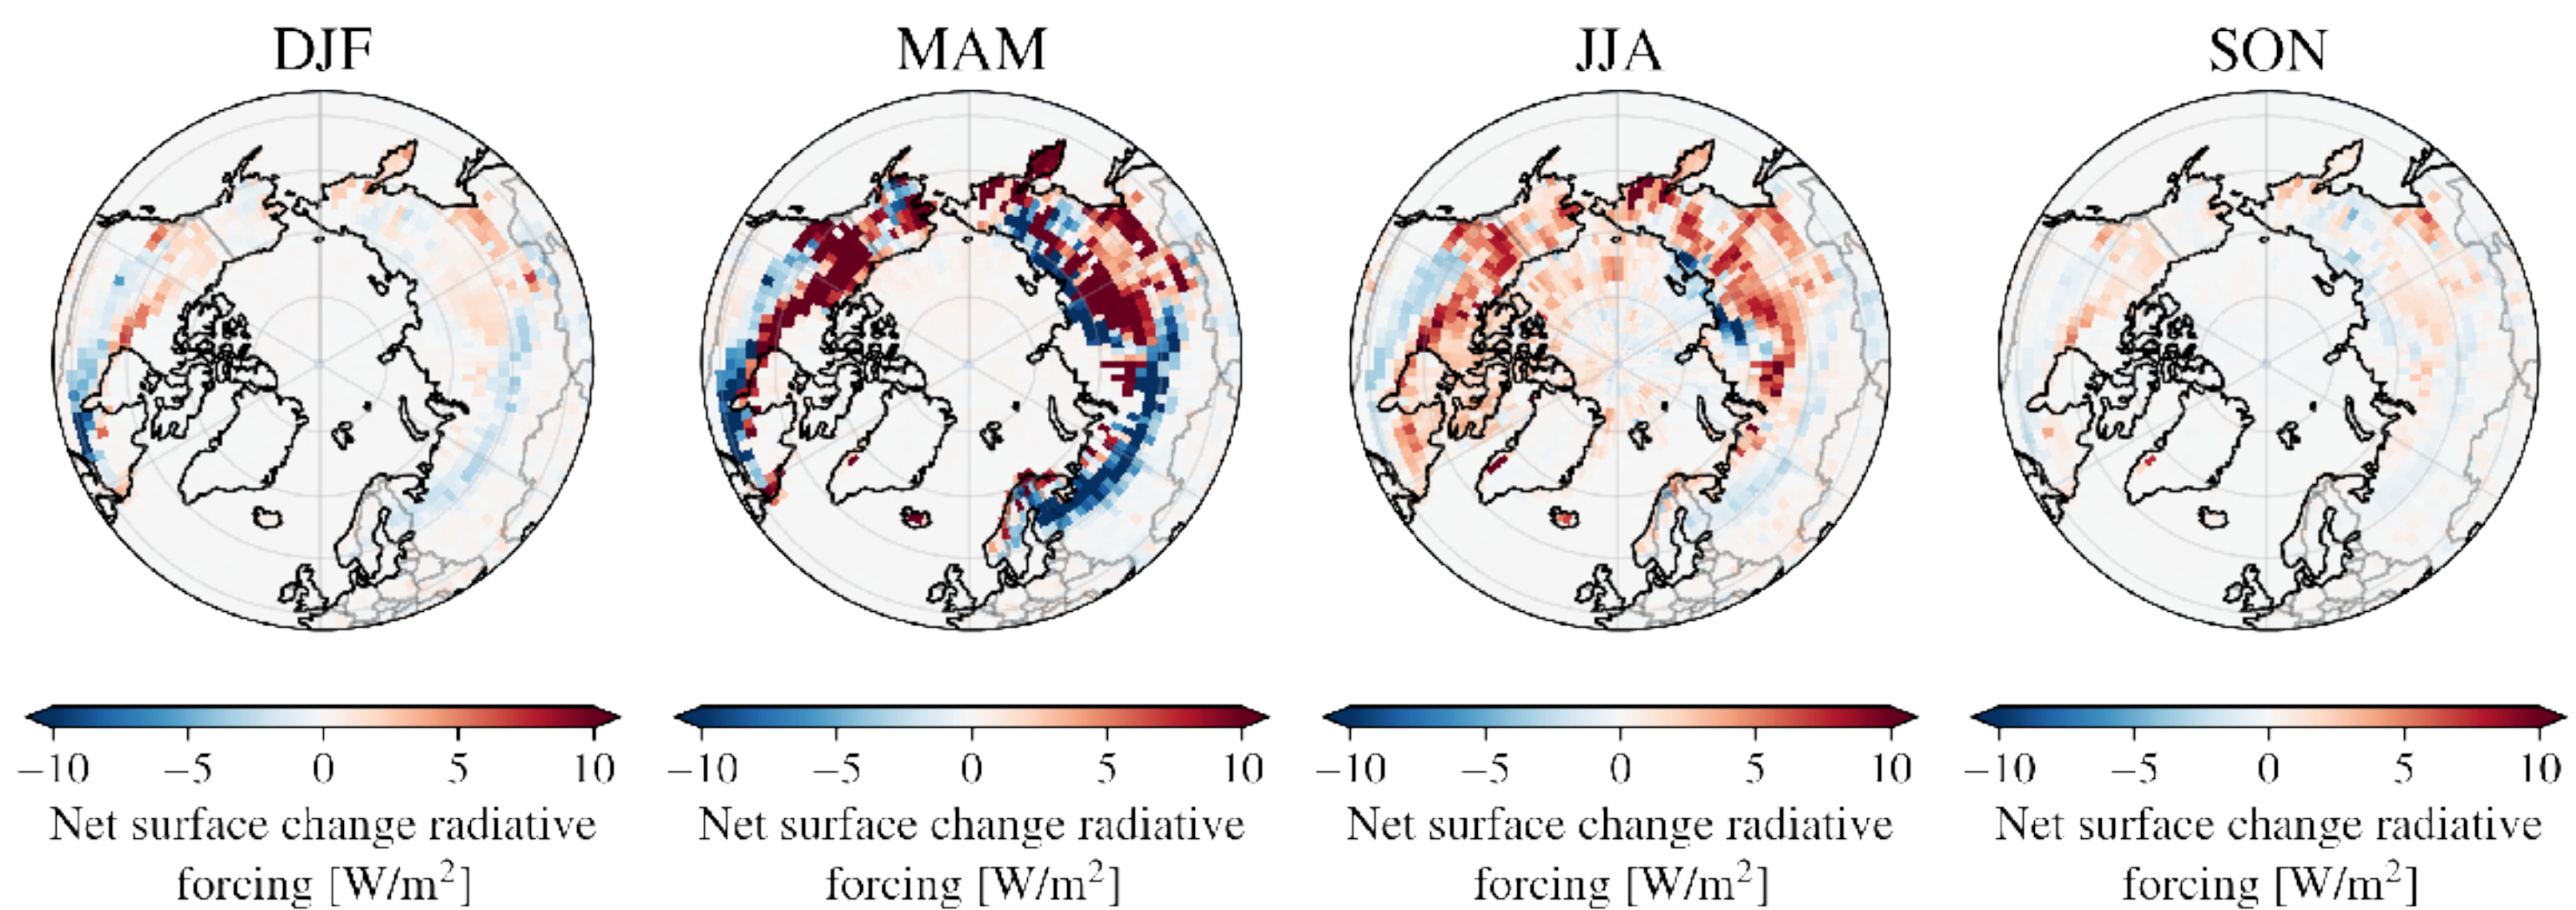 DJF MAM JJA SON
−10 −5 0 5 10 −10 −5 0 5 10 −10 −5 0 5 10 −10 −5 0 5 10
Net surface change radiative Net surface change radiative Net surface change radiative Net surface change radiative
forcing [W/m²] forcing [W/m²] forcing [W/m²] forcing [W/m²]